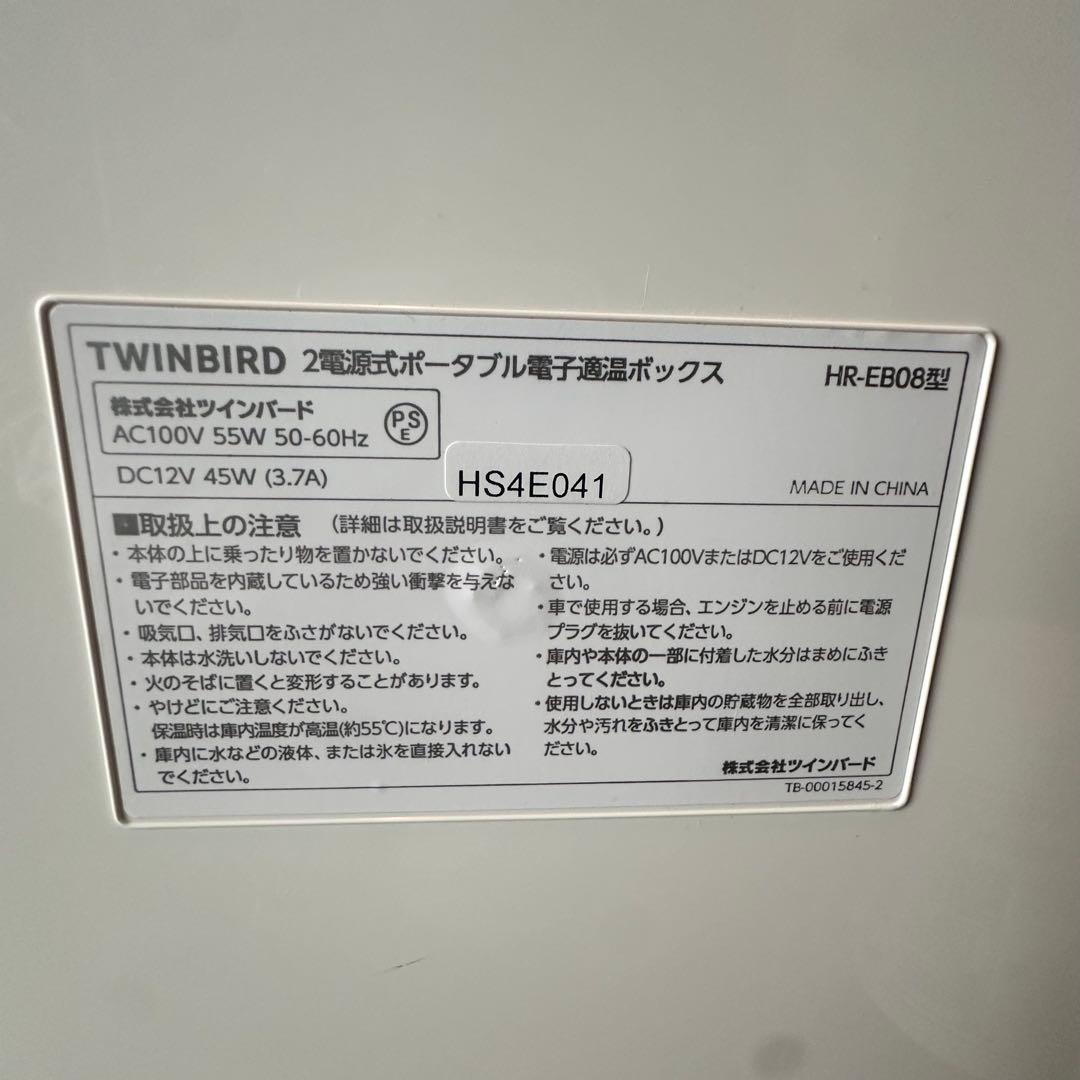 TWINBIRD 2電源式ポータブル電子適温ボックス HR-EB08型
株式会社ツインバード
AC100V 55W 50-60Hz
PS
E
DC12V 45W (3.7A)
HS4E041
MADE IN CHINA
■取扱上の注意 (詳細は取扱説明書をご覧ください。)
・本体の上に乗ったり物を置かないでください。
・電子部品を内蔵しているため強い衝撃を与えな
いでください。
・吸気口、排気口をふさがないでください。
・本体は水洗いしないでください。
・火のそばに置くと変形することがあります。
・やけどにご注意ください。
保温時は庫内温度が高温(約55℃)になります。
・庫内に水などの液体、または氷を直接入れない
でください。
・電源は必ずAC100VまたはDC12Vをご使用くだ
さい。
・車で使用する場合、エンジンを止める前に電源
プラグを抜いてください。
・庫内や本体の一部に付着した水分はまめにふき
とってください。
・使用しないときは庫内の貯蔵物を全部取り出し、
水分や汚れをふきとって庫内を清潔に保ってく
ださい。
株式会社ツインバード
TB-00015845-2